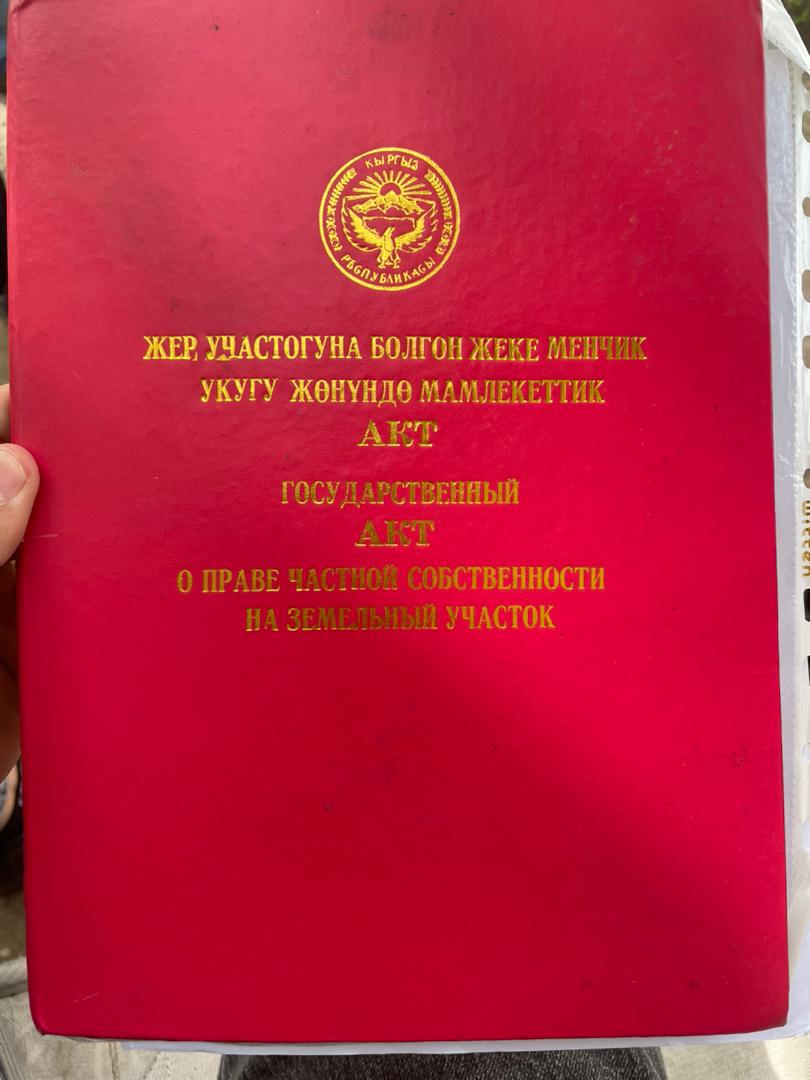 КЫРГЫЗ
РЕСПУБЛИКАСЫ
ЖЕР УЧАСТОГУНА БОЛГОН ЖЕКЕ МЕНЧИК
УКУГУ ЖӨНҮНДӨ МАМЛЕКЕТТИК
АКТ
ГОСУДАРСТВЕННЫЙ
АКТ
О ПРАВЕ ЧАСТНОЙ СОБСТВЕННОСТИ
НА ЗЕМЕЛЬНЫЙ УЧАСТОК